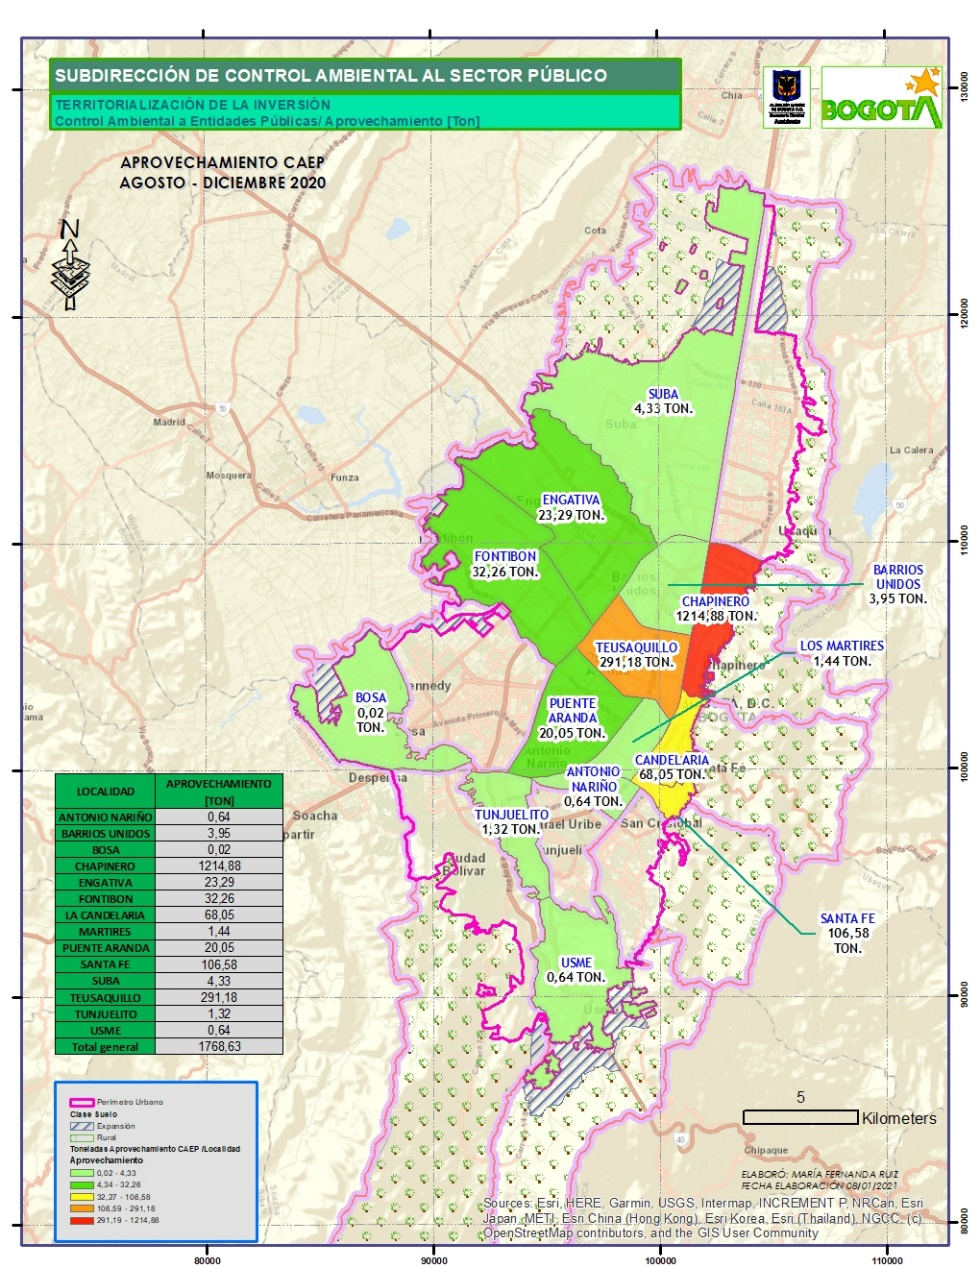 SUBDIRECCIÓN DE CONTROL AMBIENTAL AL SECTOR PÚBLICO
TERRITORIALIZACIÓN DE LA INVERSIÓN
Control Ambiental a Entidades Públicas/ Aprovechamiento [Ton]
BOGOTA
APROVECHAMIENTO CAEP
AGOSTO - DICIEMBRE 2020
N
Chia
Cota
Madrid
Mosquera
Funza
La Calera
SUBA
4,33 TON.
Suba
ENGATIVA
23,29 TON.
FONTIBON
32,26 TON.
BARRIOS
UNIDOS
3,95 TON.
CHAPINERO
1214,88 TON.
TEUSAQUILLO
291,18 TON.
LOS MARTIRES
1,44 TON.
BOSA
0,02
TON.
PUENTE
ARANDA
20,05 TON.
CANDELARIA
68,05 TON.
ANTONIO
NARIÑO
0,64 TON.
TUNJUELITO
1,32 TON.
SANTA FE
106,58
TON.
USME
0,64 TON.
Soacha
Chipaque
LOCALIDAD APROVECHAMIENTO [TON]
ANTONIO NARIÑO 0,64
BARRIOS UNIDOS 3,95
BOSA 0,02
CHAPINERO 1214,88
ENGATIVA 23,29
FONTIBON 32,26
LA CANDELARIA 68,05
MARTIRES 1,44
PUENTE ARANDA 20,05
SANTA FE 106,58
SUBA 4,33
TEUSAQUILLO 291,18
TUNJUELITO 1,32
USME 0,64
Total general 1768,63
Perimetro Urbano
Clase Suelo
Expansión
Rural
Toneladas Aprovechamiento CAEP /Localidad
Aprovechamiento
0,02 - 4,33
4,34 - 32,26
32,27 - 106,58
106,59 - 291,18
291,19 - 1214,88
5
Kilometers
ELABORÓ: MARÍA FERNANDA RUIZ
FECHA ELABORACIÓN 08/01/2021
Sources: Esri, HERE, Garmin, USGS, Intermap, INCREMENT P, NRCan, Esri
Japan, METI, Esri China (Hong Kong), Esri Korea, Esri (Thailand), NGCC, (c)
OpenStreetMap contributors, and the GIS User Community
80000 90000 100000 110000
130000
120000
110000
100000
90000
80000